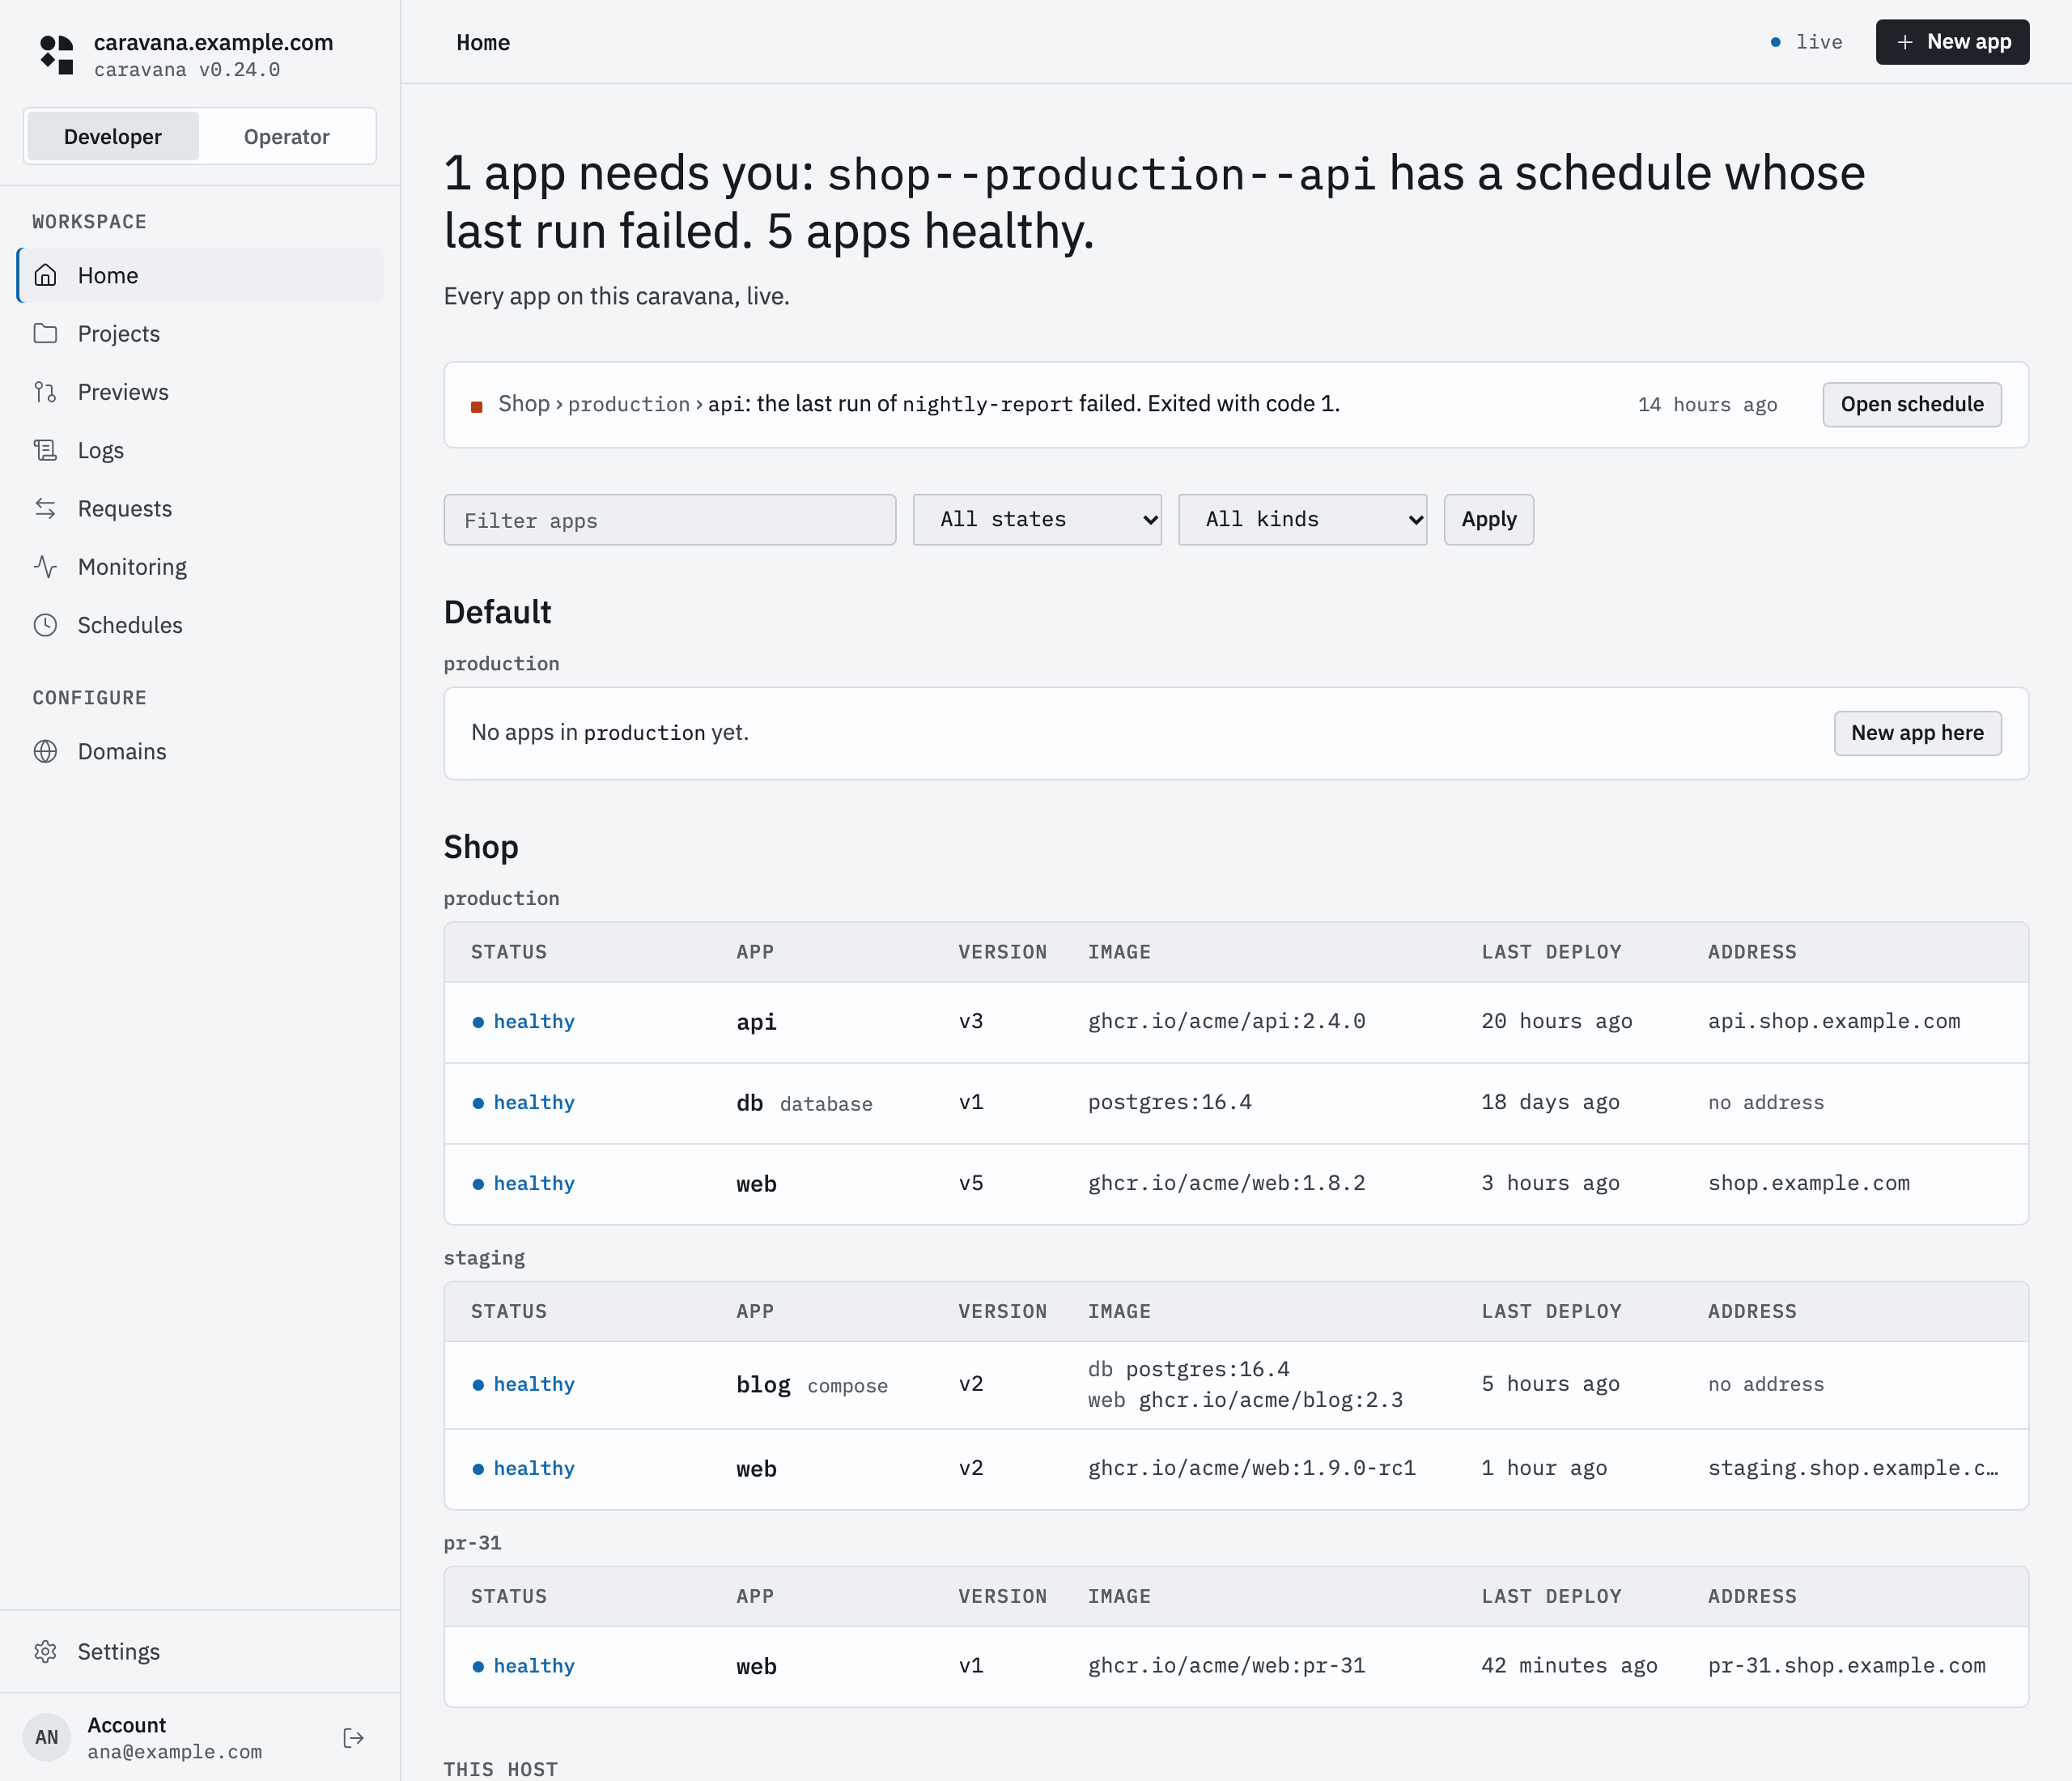 caravana.example.com
caravana v0.24.0
Developer
Operator
WORKSPACE
Home
Projects
Previews
Logs
Requests
Monitoring
Schedules
CONFIGURE
Domains
Settings
AN
Account
ana@example.com
Home
live
+ New app
1 app needs you: shop--production--api has a schedule whose
last run failed. 5 apps healthy.
Every app on this caravana, live.
Shop › production › api: the last run of nightly-report failed. Exited with code 1.
14 hours ago
Open schedule
Filter apps
All states
All kinds
Apply
Default
production
No apps in production yet.
New app here
Shop
production
STATUS APP VERSION IMAGE LAST DEPLOY ADDRESS
healthy api v3 ghcr.io/acme/api:2.4.0 20 hours ago api.shop.example.com
healthy db database v1 postgres:16.4 18 days ago no address
healthy web v5 ghcr.io/acme/web:1.8.2 3 hours ago shop.example.com
staging
STATUS APP VERSION IMAGE LAST DEPLOY ADDRESS
healthy blog compose v2 db postgres:16.4 5 hours ago no address
web ghcr.io/acme/blog:2.3
healthy web v2 ghcr.io/acme/web:1.9.0-rc1 1 hour ago staging.shop.example.c…
pr-31
STATUS APP VERSION IMAGE LAST DEPLOY ADDRESS
healthy web v1 ghcr.io/acme/web:pr-31 42 minutes ago pr-31.shop.example.com
THIS HOST